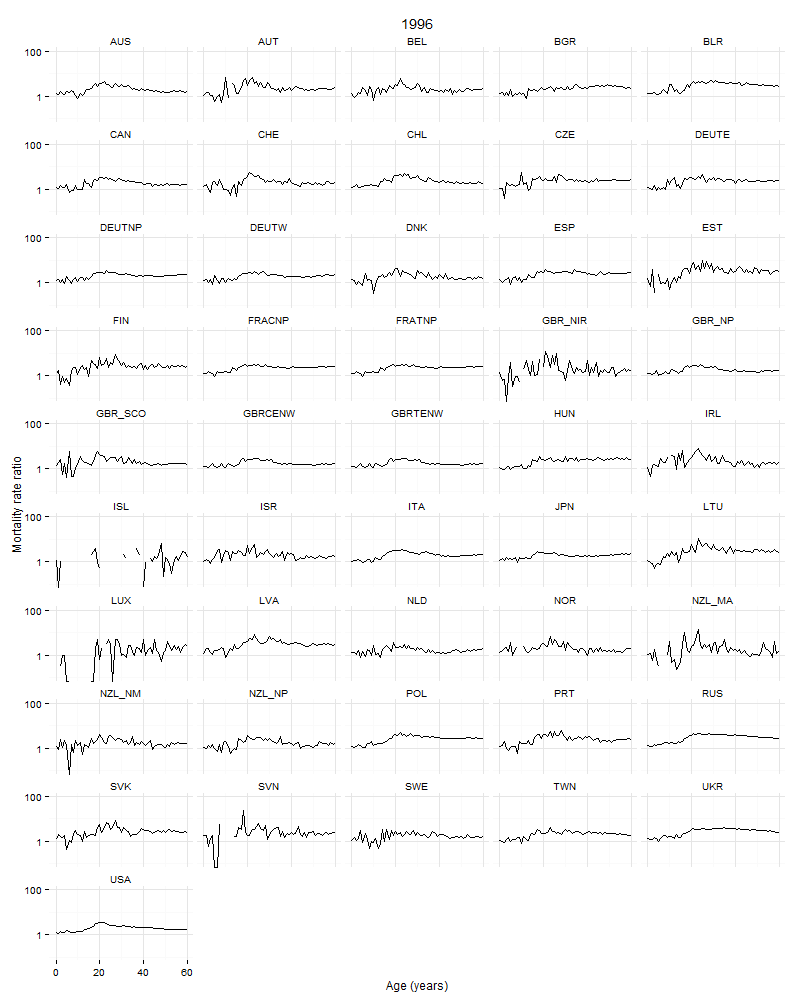 1996
AUS AUT BEL BGR BLR
100
1
CAN CHE CHL CZE DEUTE
100
1
DEUTNP DEUTW DNK ESP EST
100
1
FIN FRACNP FRATNP GBR_NIR GBR_NP
100
1
GBR_SCO GBRCENW GBRTENW HUN IRL
100
1
ISL ISR ITA JPN LTU
100
1
LUX LVA NLD NOR NZL_MA
100
1
NZL_NM NZL_NP POL PRT RUS
100
1
SVK SVN SWE TWN UKR
100
1
USA
100
1
0 20 40 60
Age (years)
Mortality rate ratio